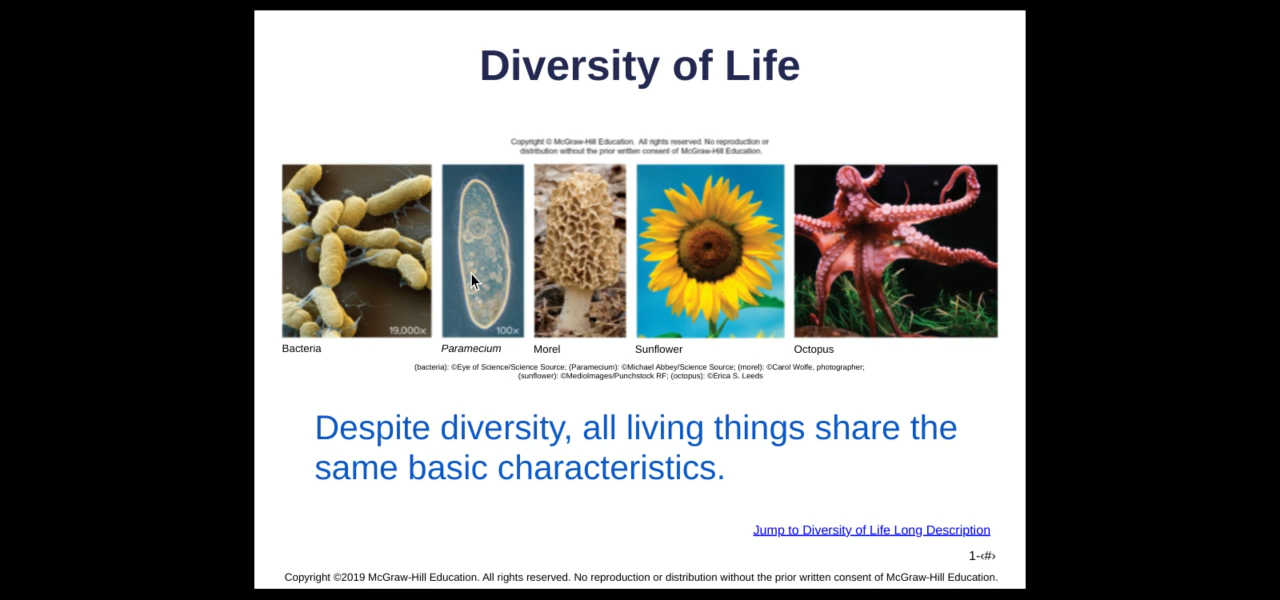 Diversity of Life
Copyright © McGraw-Hill Education. All rights reserved. No reproduction or
distribution without the prior written consent of McGraw-Hill Education.
19,000× 100×
Bacteria Paramecium Morel Sunflower Octopus
(bacteria): ©Eye of Science/Science Source; (Paramecium): ©Michael Abbey/Science Source; (morel): ©Carol Wolfe, photographer;
(sunflower): ©MedioImages/Punchstock RF; (octopus): ©Erica S. Leeds
Despite diversity, all living things share the
same basic characteristics.
Jump to Diversity of Life Long Description
1-‹#›
Copyright ©2019 McGraw-Hill Education. All rights reserved. No reproduction or distribution without the prior written consent of McGraw-Hill Education.